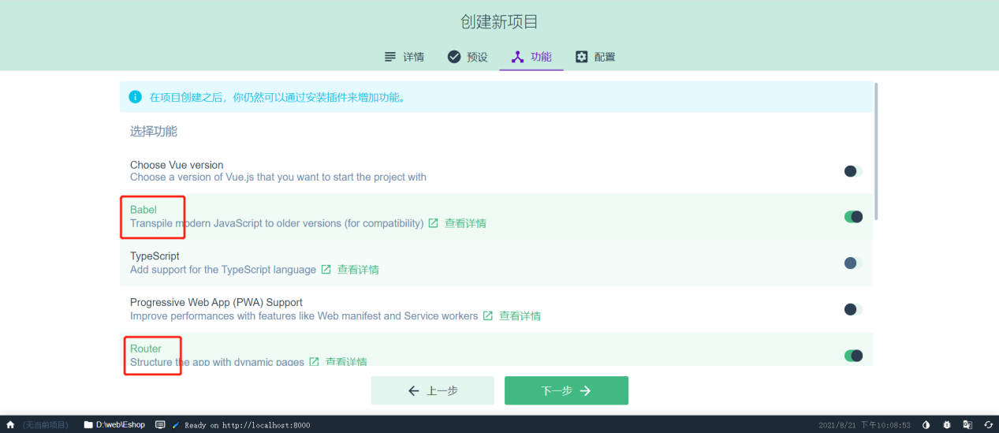 创建新项目
详情 预设 功能 配置
在项目创建之后，你仍然可以通过安装插件来增加功能。
选择功能
Choose Vue version
Choose a version of Vue.js that you want to start the project with
Babel
Transpile modern JavaScript to older versions (for compatibility) 查看详情
TypeScript
Add support for the TypeScript language 查看详情
Progressive Web App (PWA) Support
Improve performances with features like Web manifest and Service workers 查看详情
Router
Structure the app with dynamic pages 查看详情
上一步 下一步
(无当前项目) D:\web\Eshop Ready on http://localhost:8000 2021/8/21 下午10:08:53